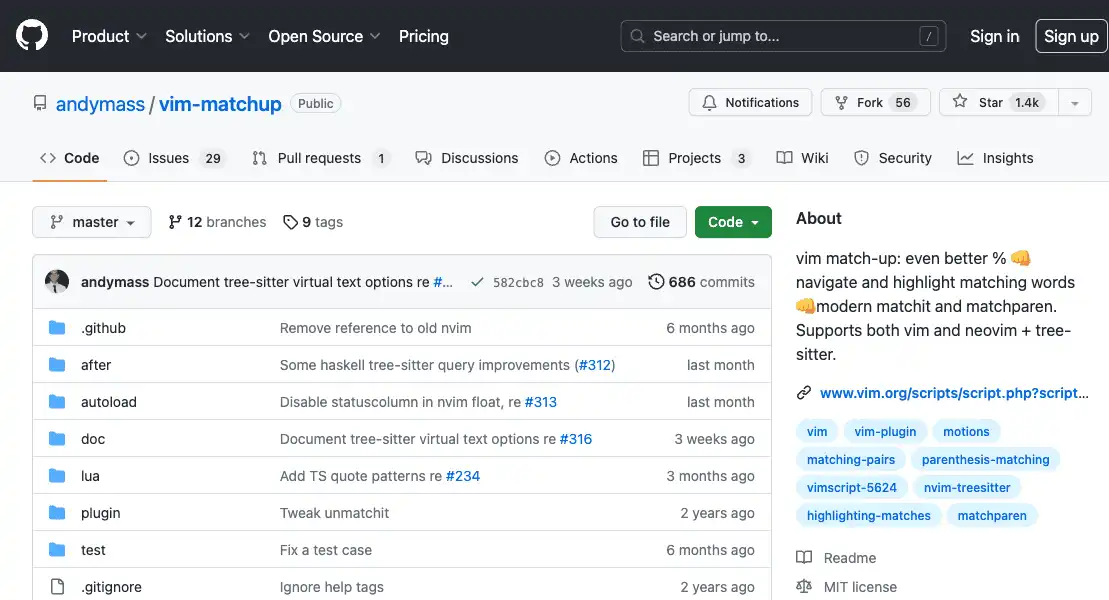 Product Solutions Open Source Pricing Search or jump to... / Sign in Sign up
andymass / vim-matchup Public Notifications Fork 56 Star 1.4k
Code Issues 29 Pull requests 1 Discussions Actions Projects 3 Wiki Security Insights
master 12 branches 9 tags Go to file Code
andymass Document tree-sitter virtual text options re #... 582cbc8 3 weeks ago 686 commits
.github Remove reference to old nvim 6 months ago
after Some haskell tree-sitter query improvements (#312) last month
autoload Disable statuscolumn in nvim float, re #313 last month
doc Document tree-sitter virtual text options re #316 3 weeks ago
lua Add TS quote patterns re #234 3 months ago
plugin Tweak unmatchit 2 years ago
test Fix a test case 6 months ago
.gitignore Ignore help tags 2 years ago
About
vim match-up: even better % 👊
navigate and highlight matching words
👊modern matchit and matchparen.
Supports both vim and neovim + tree-
sitter.
www.vim.org/scripts/script.php?script...
vim vim-plugin motions
matching-pairs parenthesis-matching
vimscript-5624 nvim-treesitter
highlighting-matches matchparen
Readme
MIT license